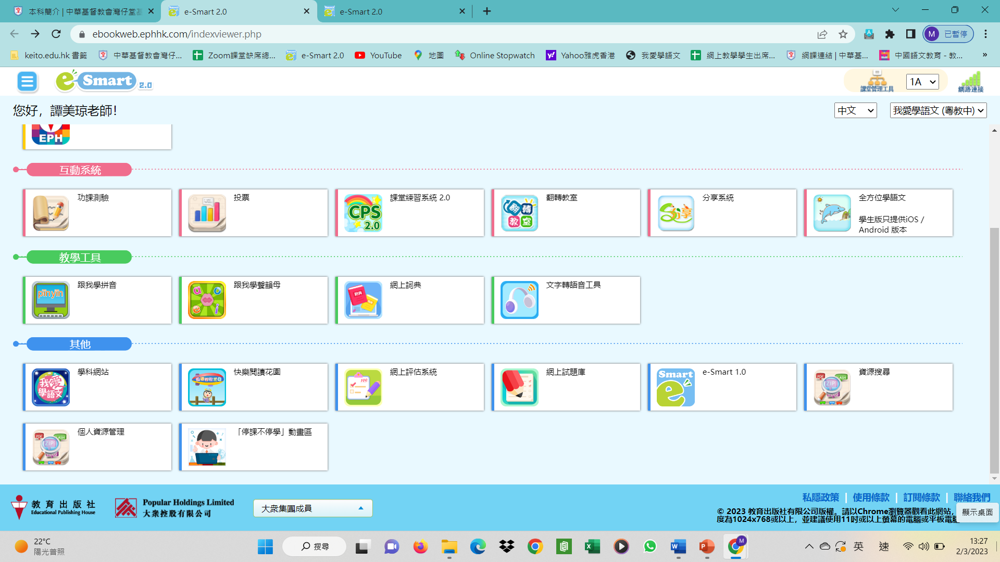 本科簡介 | 中華基督教會灣仔堂基
e-Smart 2.0
e-Smart 2.0
ebookweb.ephhk.com/indexviewer.php
M 已暫停
keito.edu.hk 書籤
中華基督教會灣仔...
Zoom課堂缺席總...
e-Smart 2.0
YouTube
地圖
Online Stopwatch
Yahoo雅虎香港
我愛學語文
網上教學學生出席...
網課連結 | 中華基...
中國語文教育 - 教...
»
e Smart 2.0
課堂管理工具
1A
網路連接
您好，譚美琼老師！
中文
我愛學語文 (粵教中)
EPH
互動系統
功課測驗
投票
CPS 2.0
課堂練習系統 2.0
翻轉教室
翻轉教室
分享
分享系統
全方位學語文
學生版只提供iOS /
Android 版本
教學工具
pīn yīn
跟我學拼音
跟我學聲韻母
網上詞典
文字轉語音工具
其他
我愛學語文
學科網站
快樂閱讀花園
100
網上評估系統
網上試題庫
Smart e
e-Smart 1.0
PDF
ZIP
資源搜尋
PDF
ZIP
個人資源管理
「停課不停學」動畫區
教育出版社
Educational Publishing House
Popular Holdings Limited
大衆控股有限公司
大衆集團成員
私隱政策 | 使用條款 | 訂閱條款 | 聯絡我們
© 2023 教育出版社有限公司版權。請以Chrome瀏覽器觀看此網站，
度為1024x768或以上，並建議使用11吋或以上螢幕的電腦或平板電腦
顯示桌面
22°C
陽光普照
搜尋
M
英
速
13:27
2/3/2023